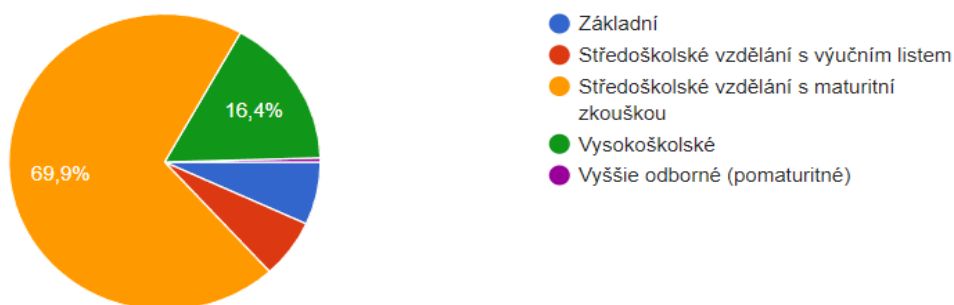 16,4%
69,9%
Základní
Středoškolské vzdělání s výučním listem
Středoškolské vzdělání s maturitní
zkouškou
Vysokoškolské
Vyššie odborné (pomaturitné)